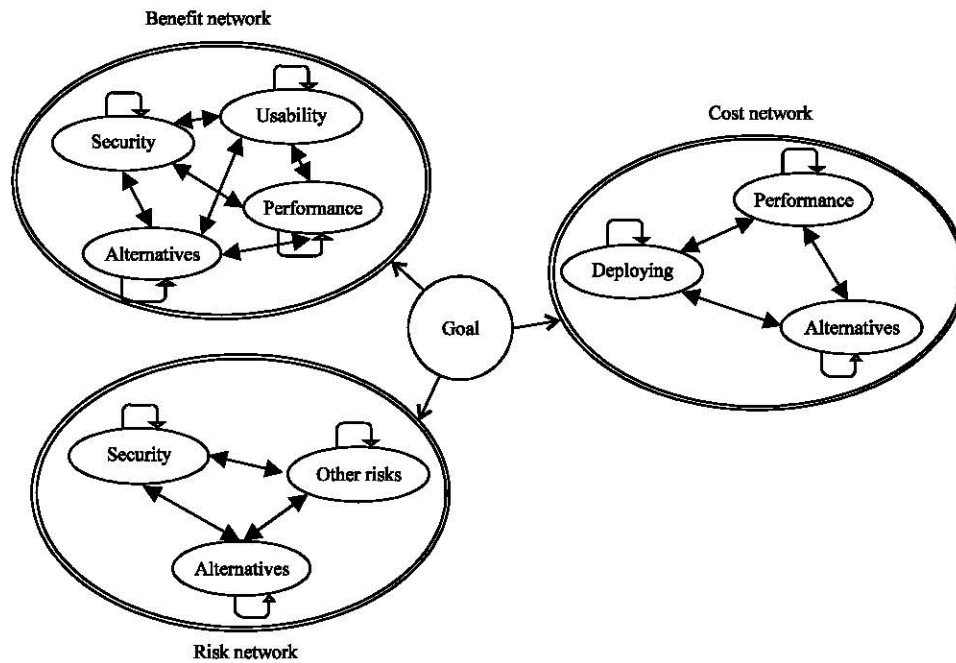 Benefit network
Usability
Security
Performance
Alternatives
Cost network
Performance
Deploying
Alternatives
Goal
Security
Other risks
Alternatives
Risk network